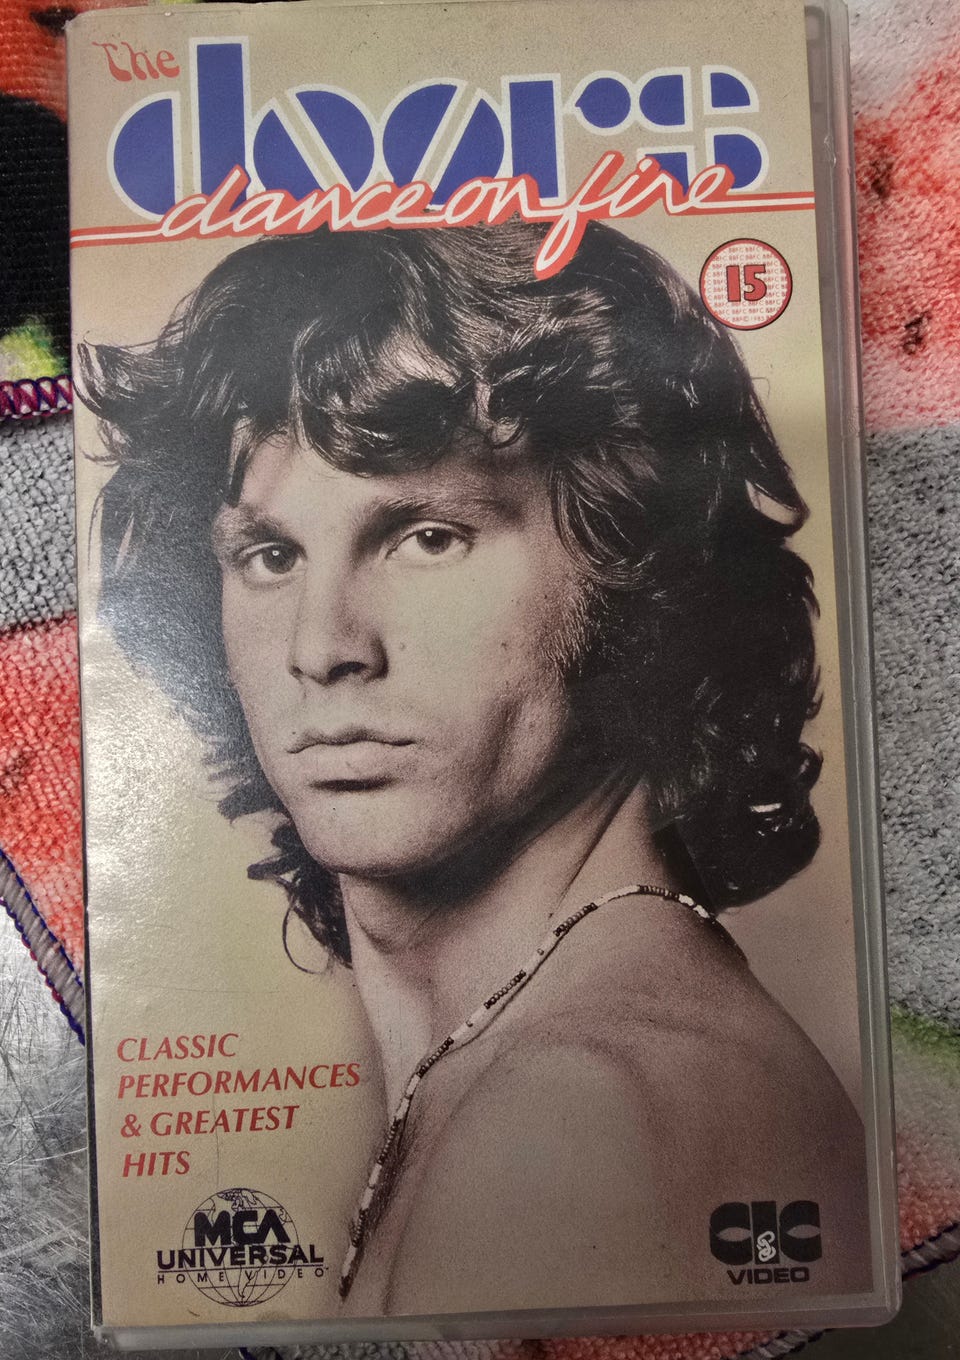 The
doors
dance on fire
15
CLASSIC
PERFORMANCES
& GREATEST
HITS
MCA
UNIVERSAL
HOME VIDEO
CIC
VIDEO